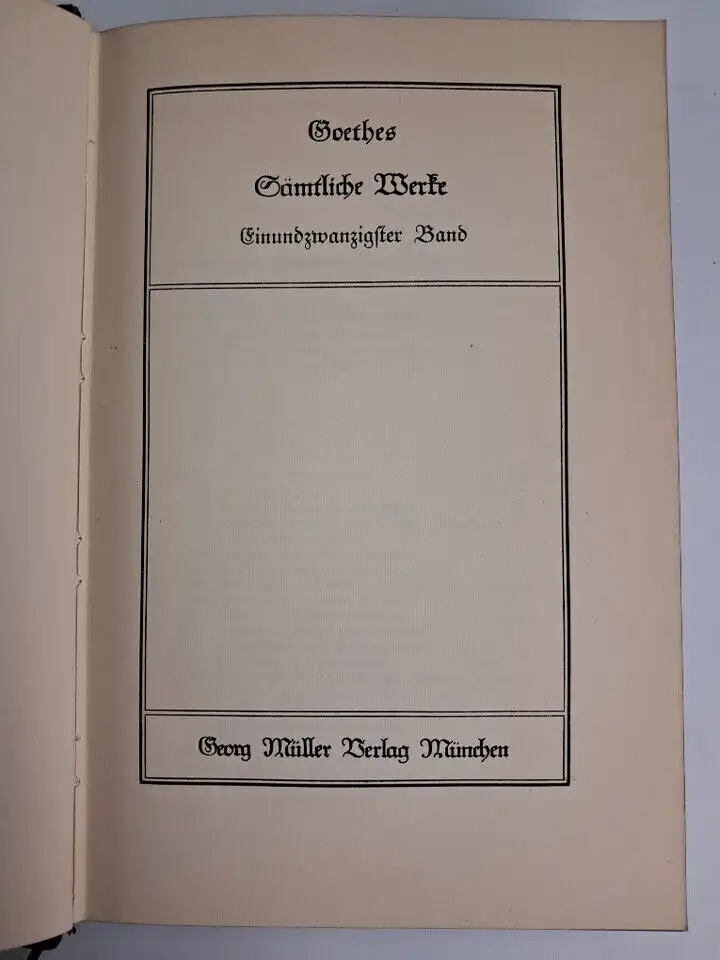 Goethes
Sämtliche Werke
Einundzwanzigster Band
Georg Müller Verlag München